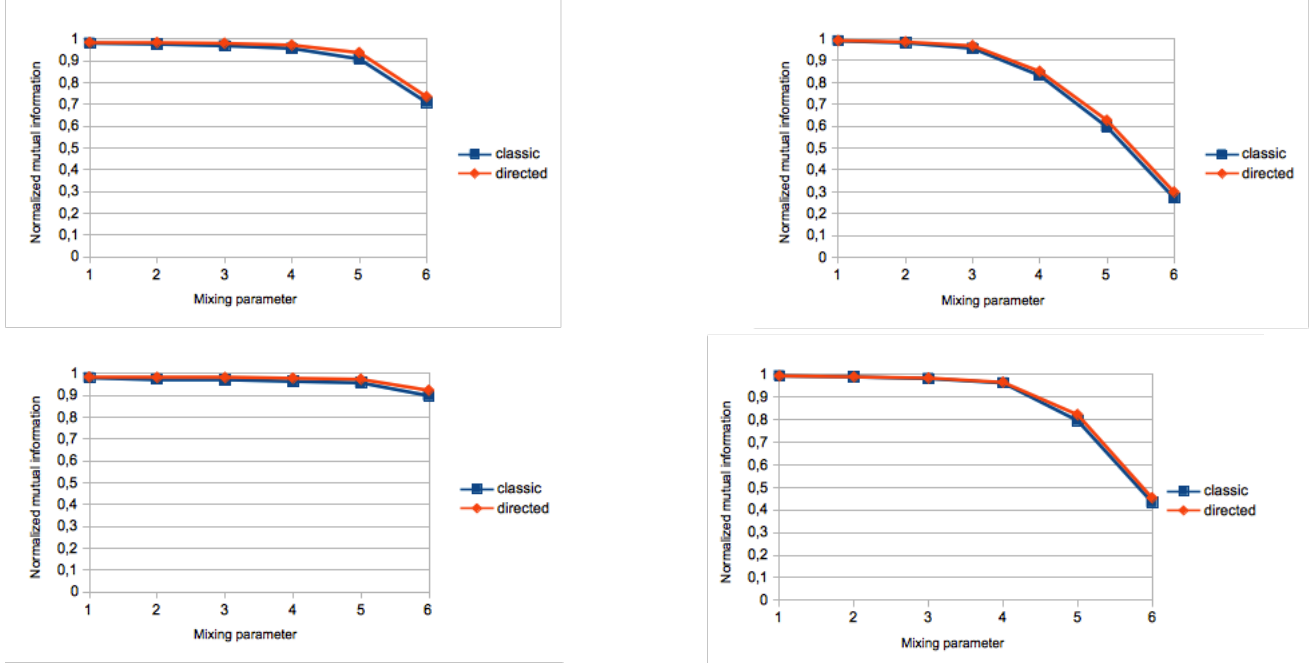 Normalized mutual information
1
0,9
0,8
0,7
0,6
0,5
0,4
0,3
0,2
0,1
0
1 2 3 4 5 6
Mixing parameter
classic
directed
Normalized mutual information
1
0,9
0,8
0,7
0,6
0,5
0,4
0,3
0,2
0,1
0
1 2 3 4 5 6
Mixing parameter
classic
directed
Normalized mutual information
1
0,9
0,8
0,7
0,6
0,5
0,4
0,3
0,2
0,1
0
1 2 3 4 5 6
Mixing parameter
classic
directed
Normalized mutual information
1
0,9
0,8
0,7
0,6
0,5
0,4
0,3
0,2
0,1
0
1 2 3 4 5 6
Mixing parameter
classic
directed